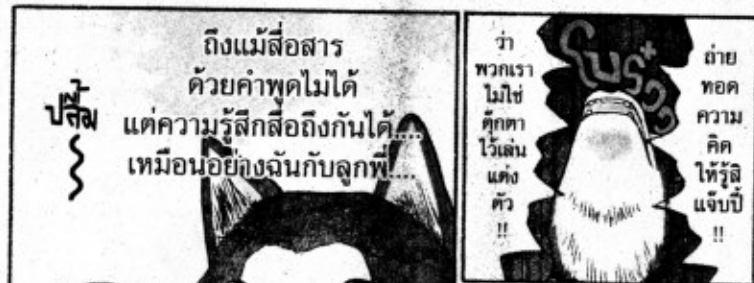 ถ่าย
ทอด
ความ
คิด
ให้รู้สิ
แจ๊บปี้
!!
ว่า
พวกเรา
ไม่ใช่
ตุ๊กตา
ไว้เล่น
แต่ง
ตัว
!!
ถึงแม้สื่อสาร
ด้วยคำพูดไม่ได้
แต่ความรู้สึกสื่อถึงกันได้....
เหมือนอย่างฉันกับลูกพี่....
ปลื้ม